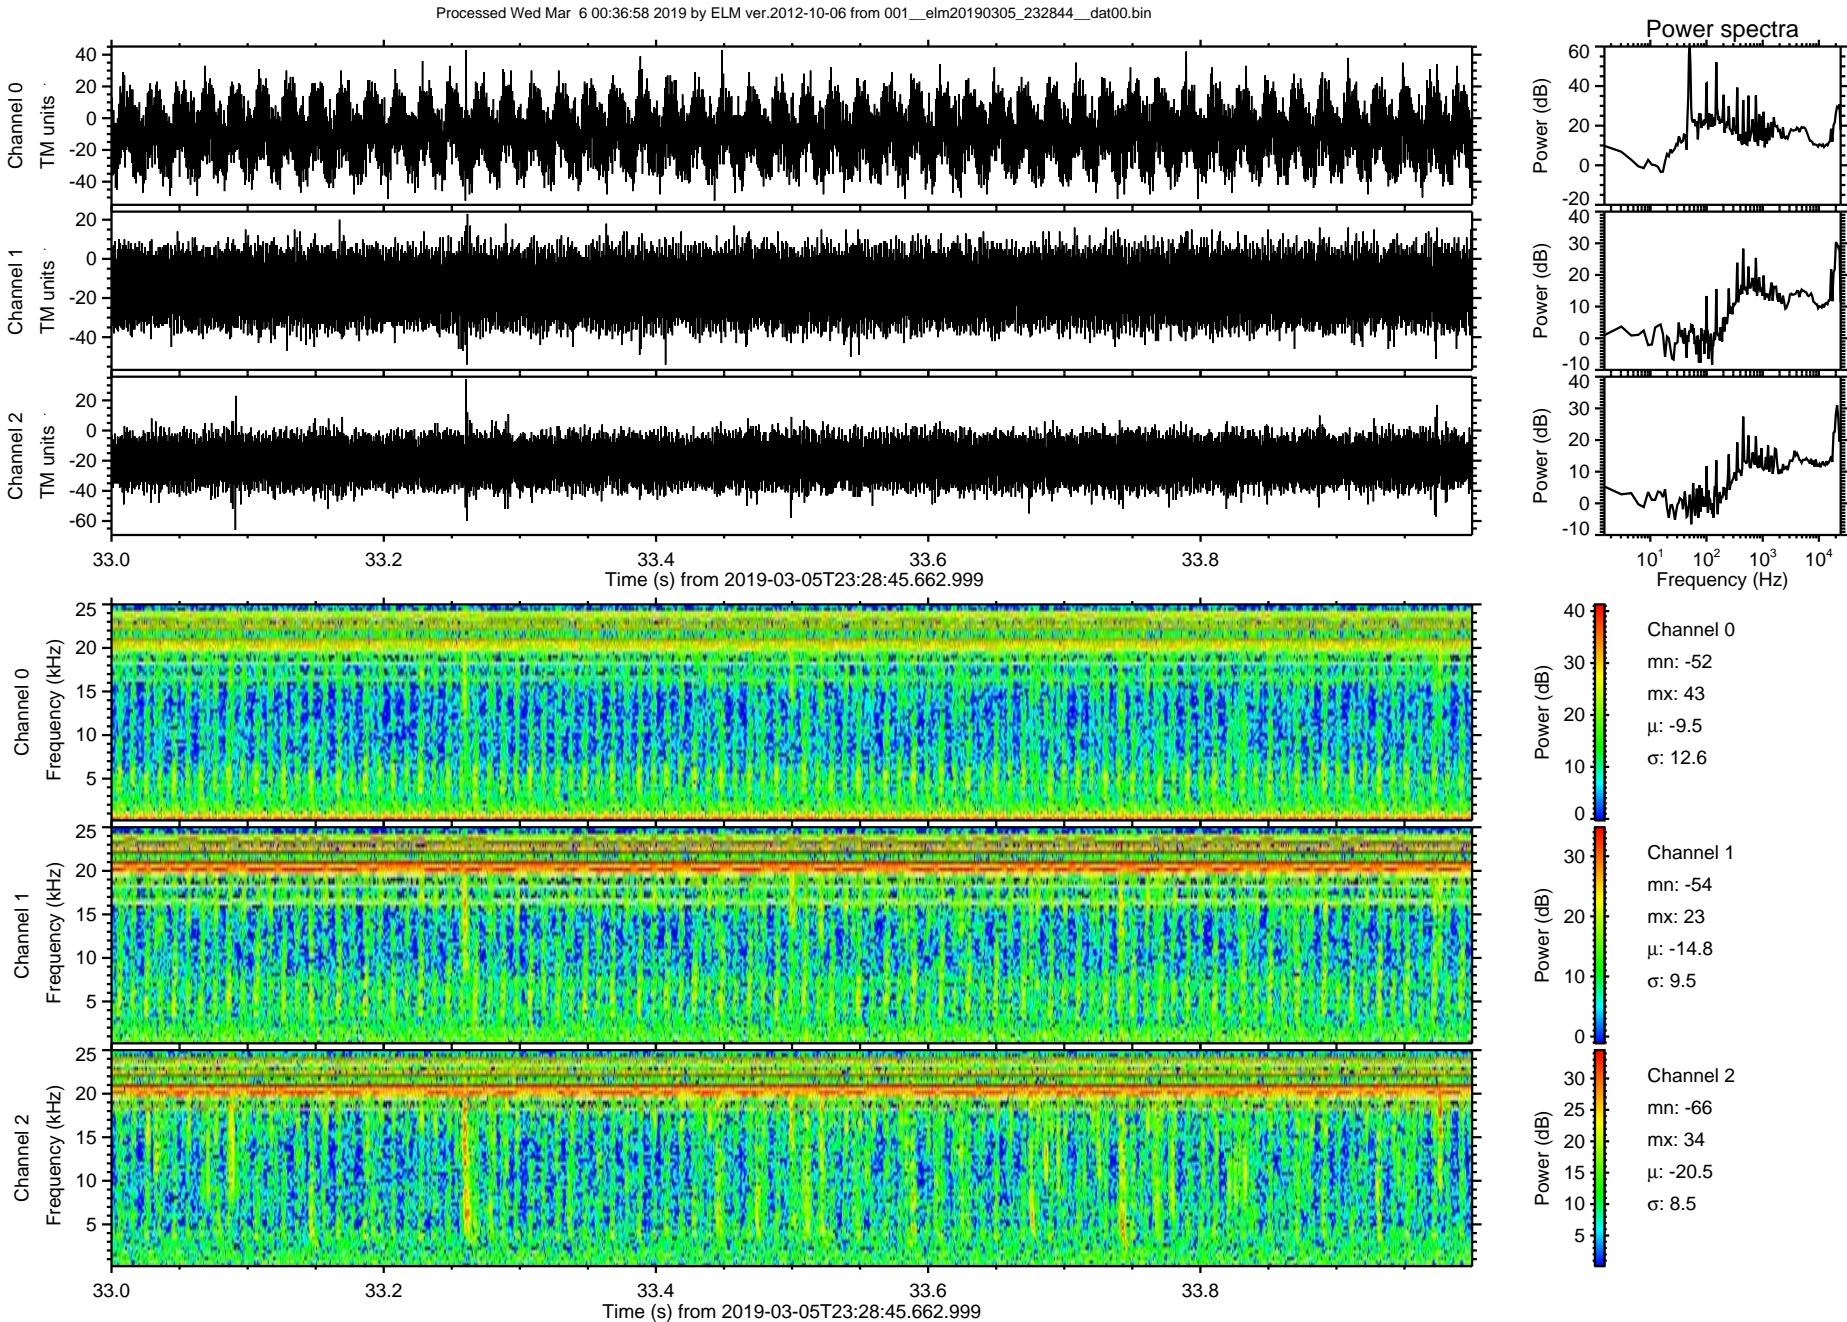 Processed Wed Mar  6 00:36:58 2019 by ELM ver.2012-10-06 from 001__elm20190305_232844__dat00.bin
Power spectra
Channel 0
TM units
40
20
0
-20
-40
Power (dB)
60
40
20
0
-20
Channel 1
TM units
20
0
-20
-40
Power (dB)
40
30
20
10
0
-10
Channel 2
TM units
20
0
-20
-40
-60
Power (dB)
40
30
20
10
0
-10
33.0 33.2 33.4 33.6 33.8
Time (s) from 2019-03-05T23:28:45.662.999
10^1 10^2 10^3 10^4
Frequency (Hz)
Channel 0
Frequency (kHz)
25
20
15
10
5
Power (dB)
40
30
20
10
0
Channel 0
mn: -52
mx: 43
μ: -9.5
σ: 12.6
Channel 1
Frequency (kHz)
25
20
15
10
5
Power (dB)
30
20
10
0
Channel 1
mn: -54
mx: 23
μ: -14.8
σ: 9.5
Channel 2
Frequency (kHz)
25
20
15
10
5
Power (dB)
30
25
20
15
10
5
Channel 2
mn: -66
mx: 34
μ: -20.5
σ: 8.5
33.0 33.2 33.4 33.6 33.8
Time (s) from 2019-03-05T23:28:45.662.999